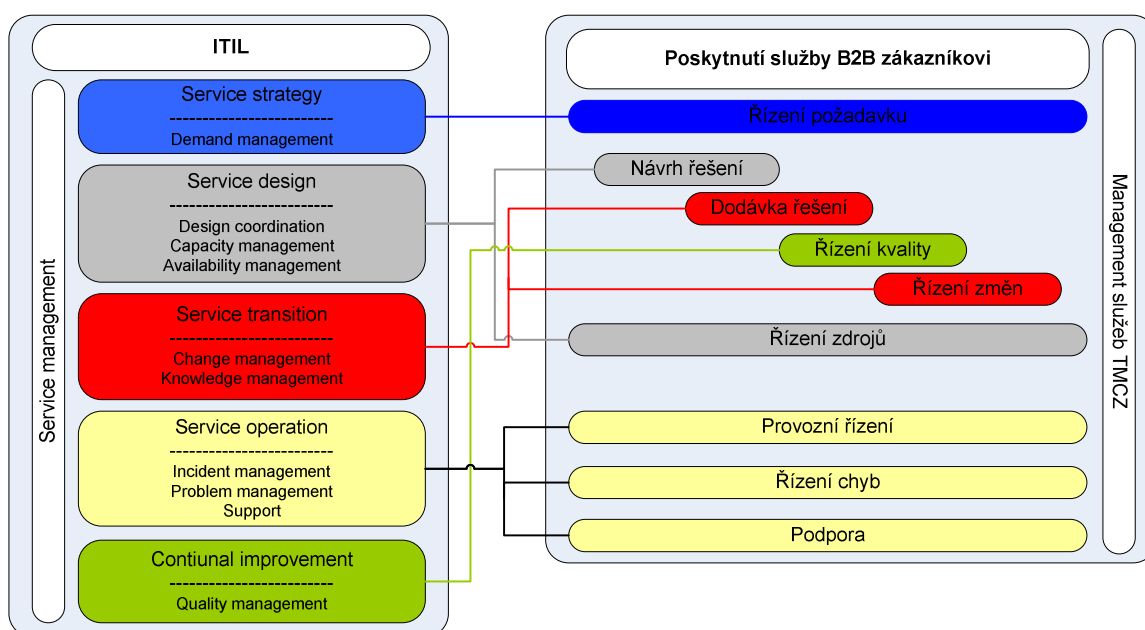 ITIL
Service management
Service strategy
--------------------------
Demand management
Service design
--------------------------
Design coordination
Capacity management
Availability management
Service transition
--------------------------
Change management
Knowledge management
Service operation
--------------------------
Incident management
Problem management
Support
Contiunal improvement
--------------------------
Quality management
Poskytnutí služby B2B zákazníkovi
Řízení požadavku
Návrh řešení
Dodávka řešení
Řízení kvality
Řízení změn
Řízení zdrojů
Provozní řízení
Řízení chyb
Podpora
Management služeb TMCZ